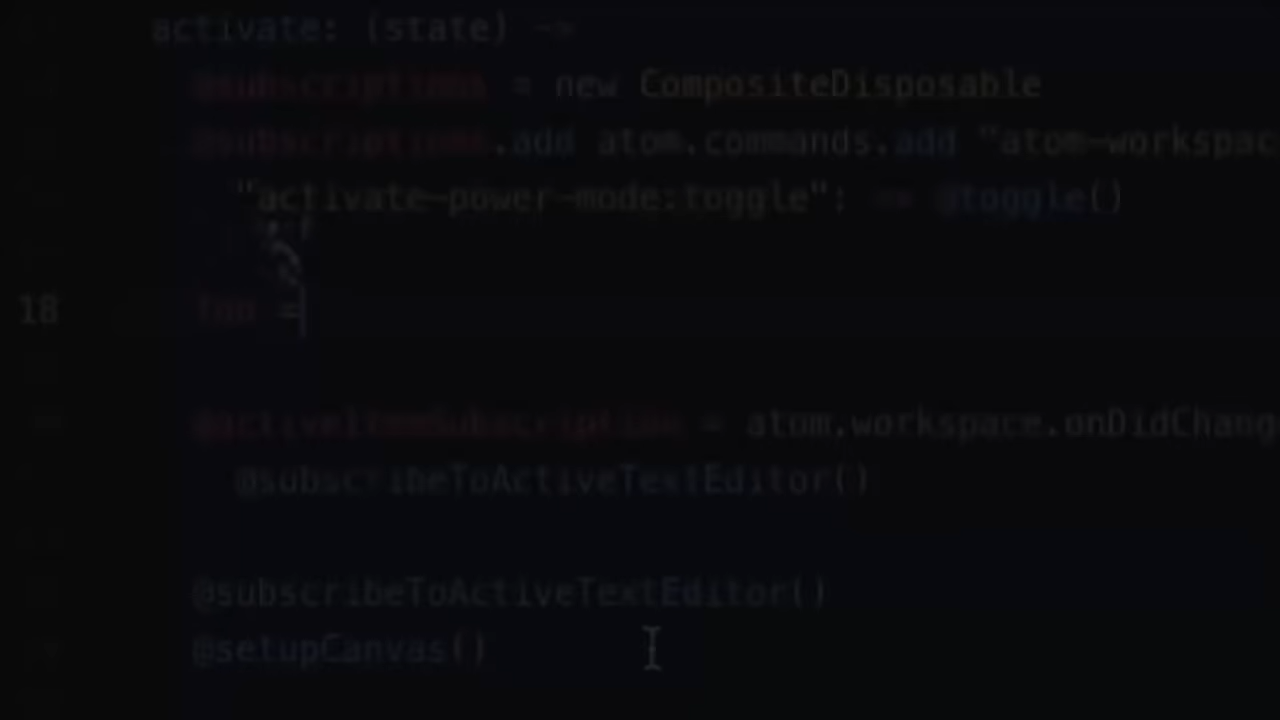 activate: (state) ->
@subscriptions = new CompositeDisposable
@subscriptions.add atom.commands.add "atom-workspac
"activate-power-mode:toggle": => @toggle()
18 foo =
@activeItemSubscription = atom.workspace.onDidChang
@subscribeToActiveTextEditor()
@subscribeToActiveTextEditor()
@setupCanvas()